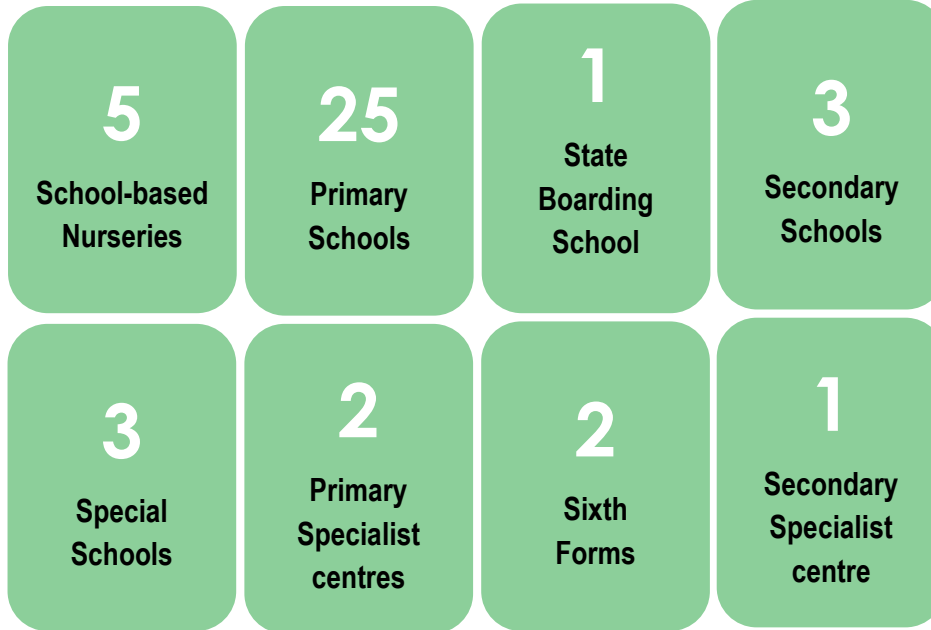 5
School-based
Nurseries
25
Primary
Schools
1
State
Boarding
School
3
Secondary
Schools
3
Special
Schools
2
Primary
Specialist
centres
2
Sixth
Forms
1
Secondary
Specialist
centre